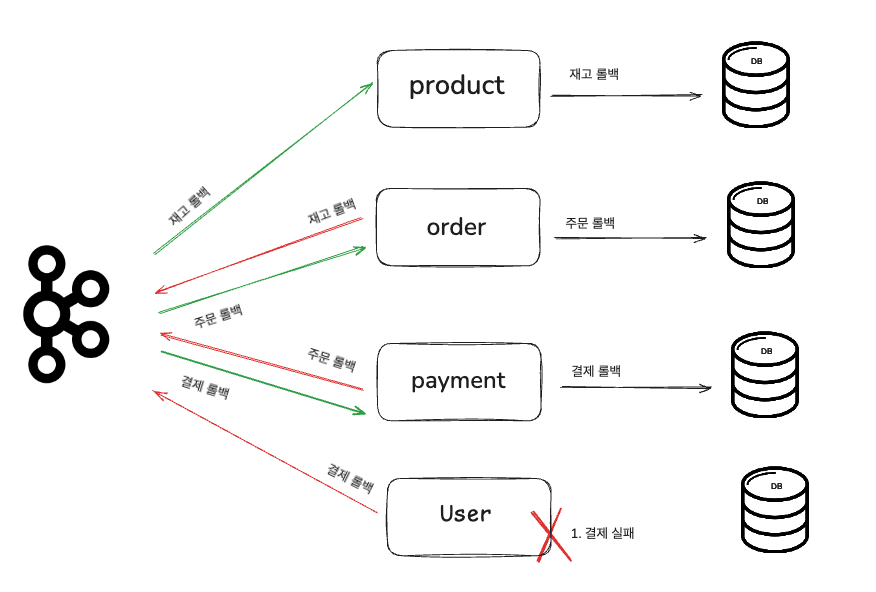 product
재고 롤백
DB
재고 롤백
재고 롤백
order
주문 롤백
DB
주문 롤백
주문 롤백
payment
결제 롤백
DB
결제 롤백
결제 롤백
User
1. 결제 실패
DB